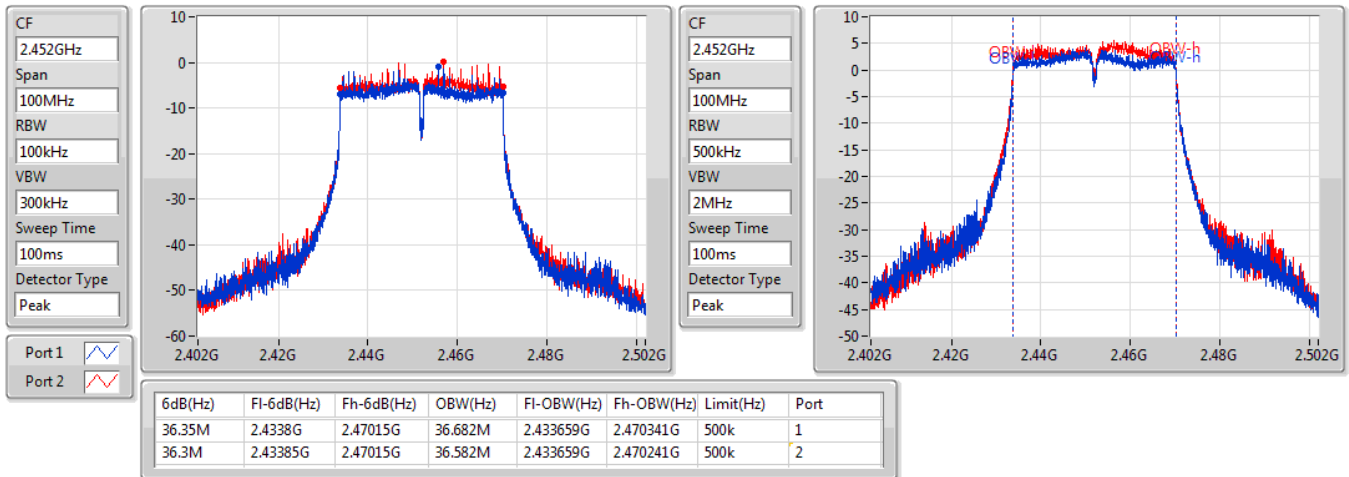 CF
2.452GHz
Span
100MHz
RBW
100kHz
VBW
300kHz
Sweep Time
100ms
Detector Type
Peak
Port 1
Port 2
10
0
-10
-20
-30
-40
-50
-60
2.402G 2.42G 2.44G 2.46G 2.48G 2.502G
CF
2.452GHz
Span
100MHz
RBW
500kHz
VBW
2MHz
Sweep Time
100ms
Detector Type
Peak
10
5
0
-5
-10
-15
-20
-25
-30
-35
-40
-45
-50
OBW-h
OBW-h
2.402G 2.42G 2.44G 2.46G 2.48G 2.502G
6dB(Hz) Fl-6dB(Hz) Fh-6dB(Hz) OBW(Hz) Fl-OBW(Hz) Fh-OBW(Hz) Limit(Hz) Port
36.35M 2.4338G 2.47015G 36.682M 2.433659G 2.470341G 500k 1
36.3M 2.43385G 2.47015G 36.582M 2.433659G 2.470241G 500k 2